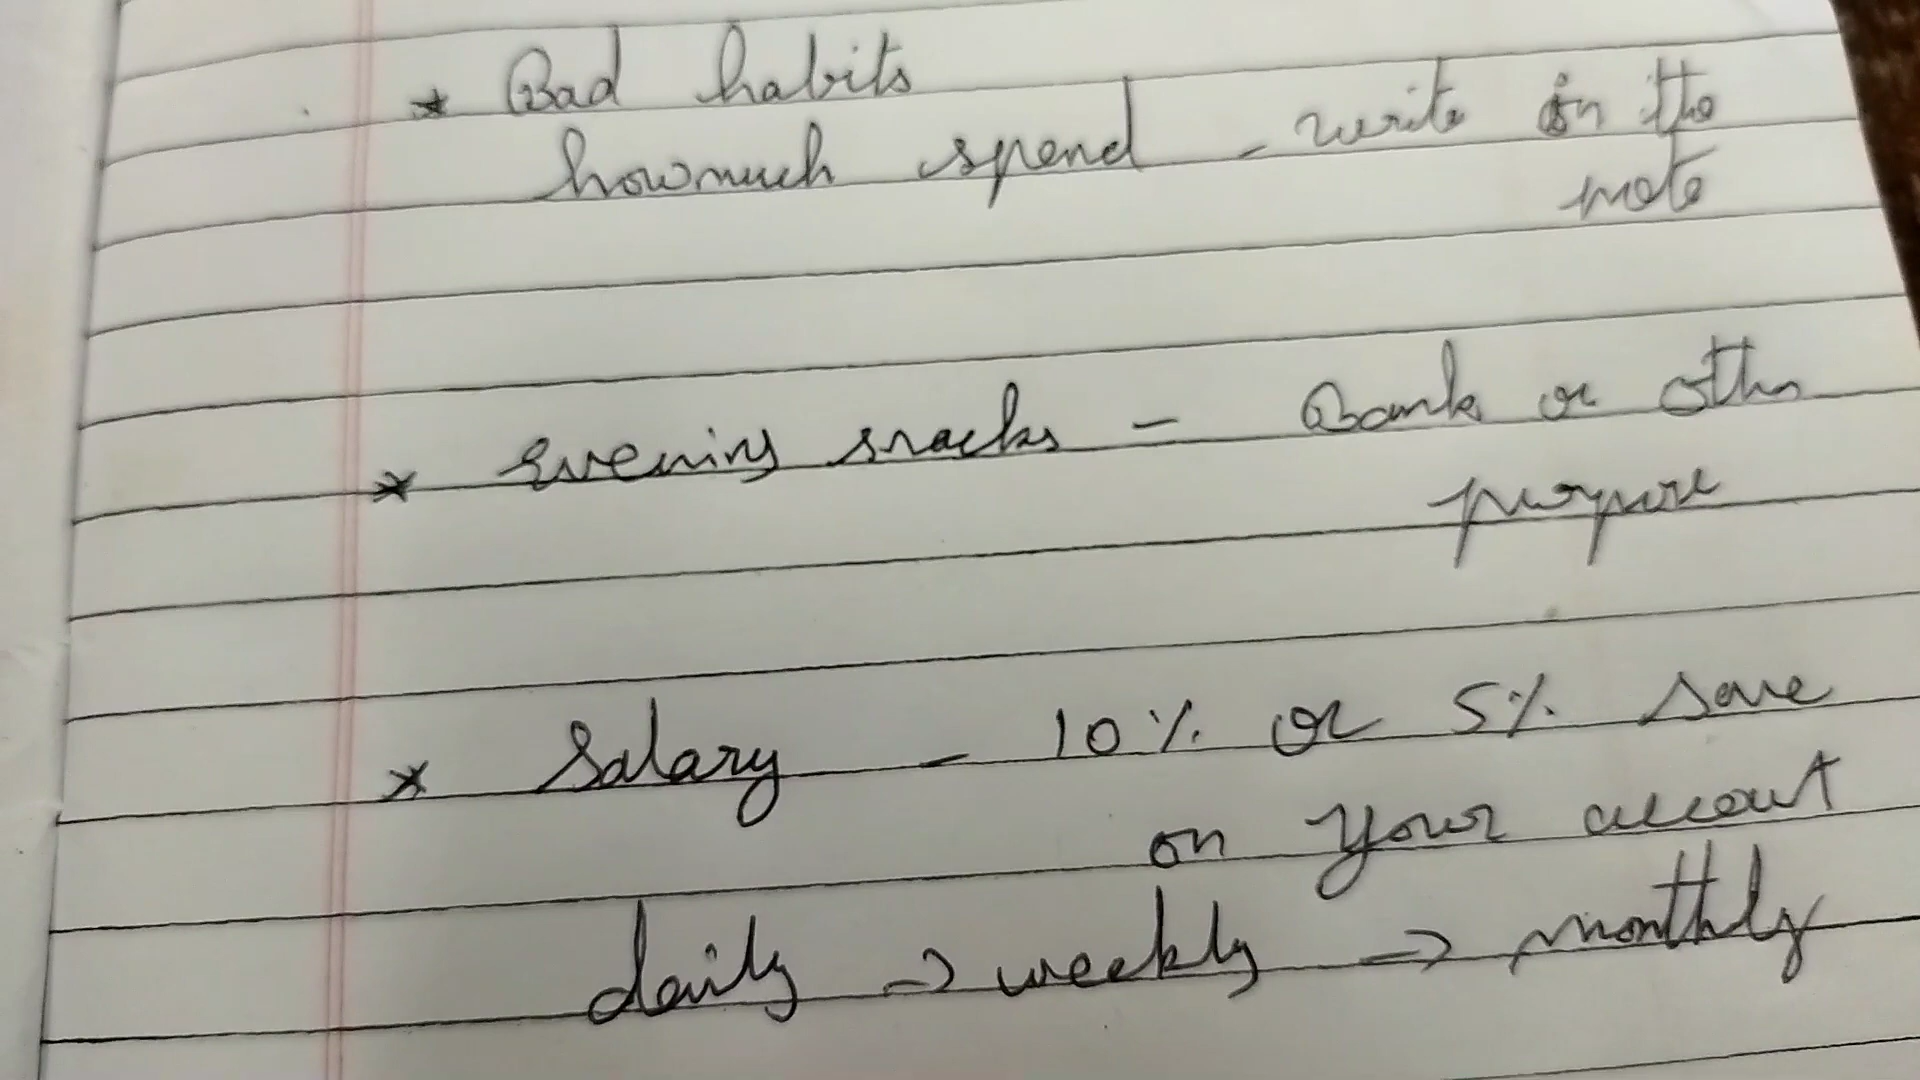 * Bad habits
howmuch spend - write in the
note
* Evening snacks - Bank or other
purpose
* Salary - 10% or 5% save
on your accout
daily → weekly → monthly